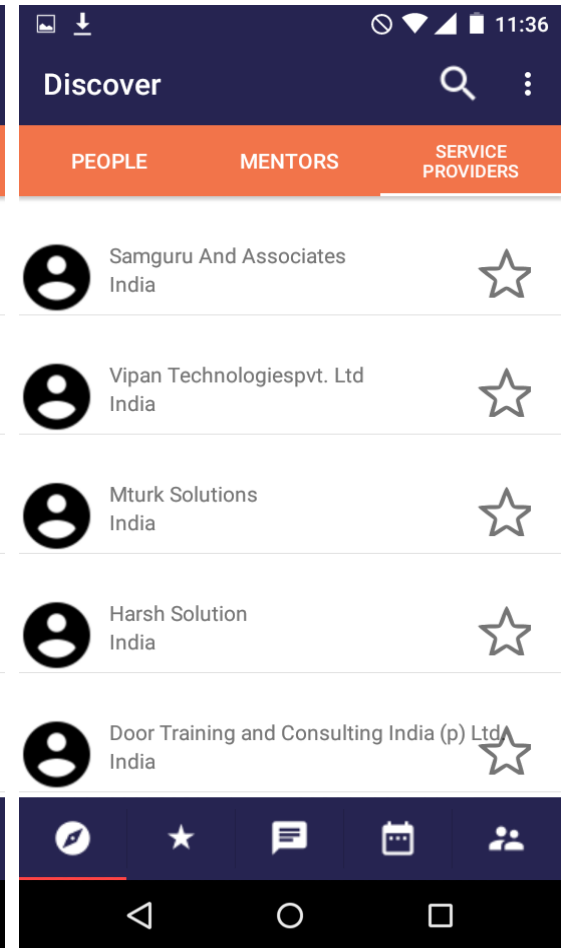 11:36
Discover
PEOPLE
MENTORS
SERVICE
PROVIDERS
Samguru And Associates
India
Vipan Technologiespvt. Ltd
India
Mturk Solutions
India
Harsh Solution
India
Door Training and Consulting India (p) Ltd
India